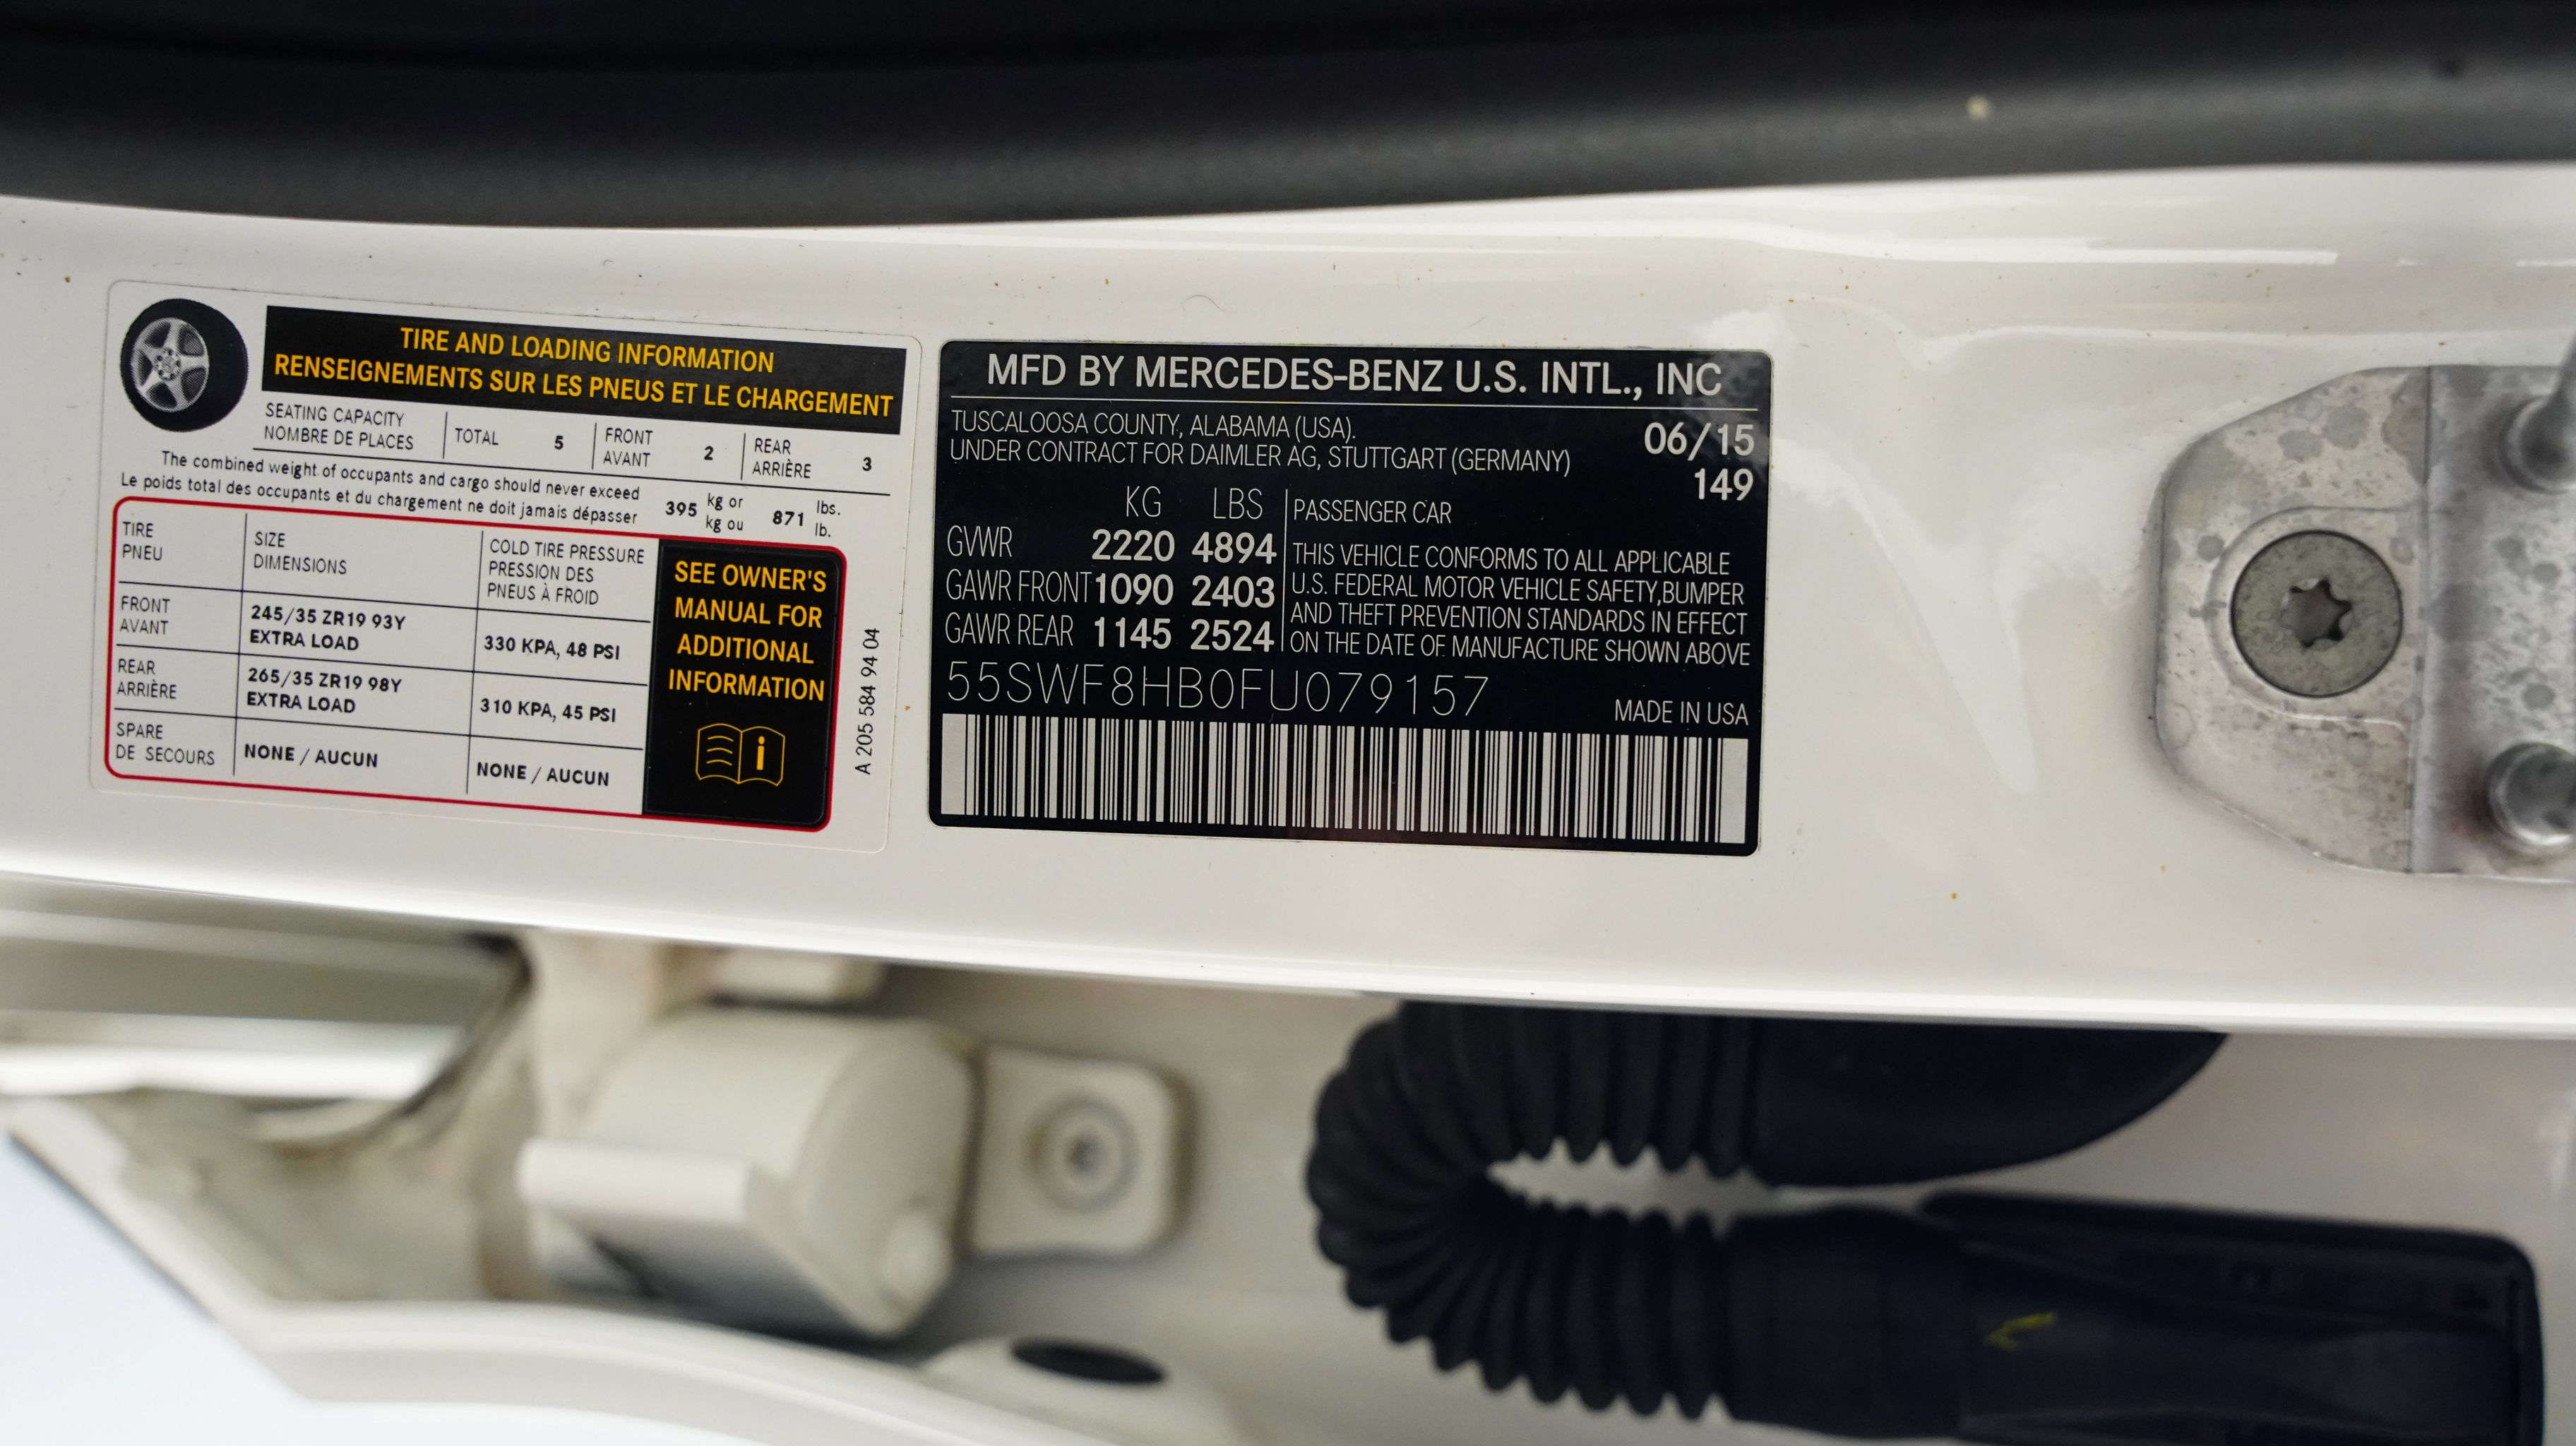 TIRE AND LOADING INFORMATION
RENSEIGNEMENTS SUR LES PNEUS ET LE CHARGEMENT
SEATING CAPACITY
NOMBRE DE PLACES
TOTAL 5
FRONT
AVANT
2
REAR
ARRIÈRE
3
The combined weight of occupants and cargo should never exceed
Le poids total des occupants et du chargement ne doit jamais dépasser
395
kg or
kg ou
871
lbs.
lb.
TIRE
PNEU
SIZE
DIMENSIONS
COLD TIRE PRESSURE
PRESSION DES
PNEUS À FROID
FRONT
AVANT
245/35 ZR19 93Y
EXTRA LOAD
330 KPA, 48 PSI
REAR
ARRIÈRE
265/35 ZR19 98Y
EXTRA LOAD
310 KPA, 45 PSI
SPARE
DE SECOURS
NONE / AUCUN
NONE / AUCUN
SEE OWNER'S
MANUAL FOR
ADDITIONAL
INFORMATION
i
A 205 584 94 04
MFD BY MERCEDES-BENZ U.S. INTL., INC
TUSCALOOSA COUNTY, ALABAMA (USA).
UNDER CONTRACT FOR DAIMLER AG, STUTTGART (GERMANY)
06/15
149
KG LBS
GVWR 2220 4894
GAWR FRONT 1090 2403
GAWR REAR 1145 2524
PASSENGER CAR
THIS VEHICLE CONFORMS TO ALL APPLICABLE
U.S. FEDERAL MOTOR VEHICLE SAFETY,BUMPER
AND THEFT PREVENTION STANDARDS IN EFFECT
ON THE DATE OF MANUFACTURE SHOWN ABOVE
55SWF8HB0FU079157
MADE IN USA